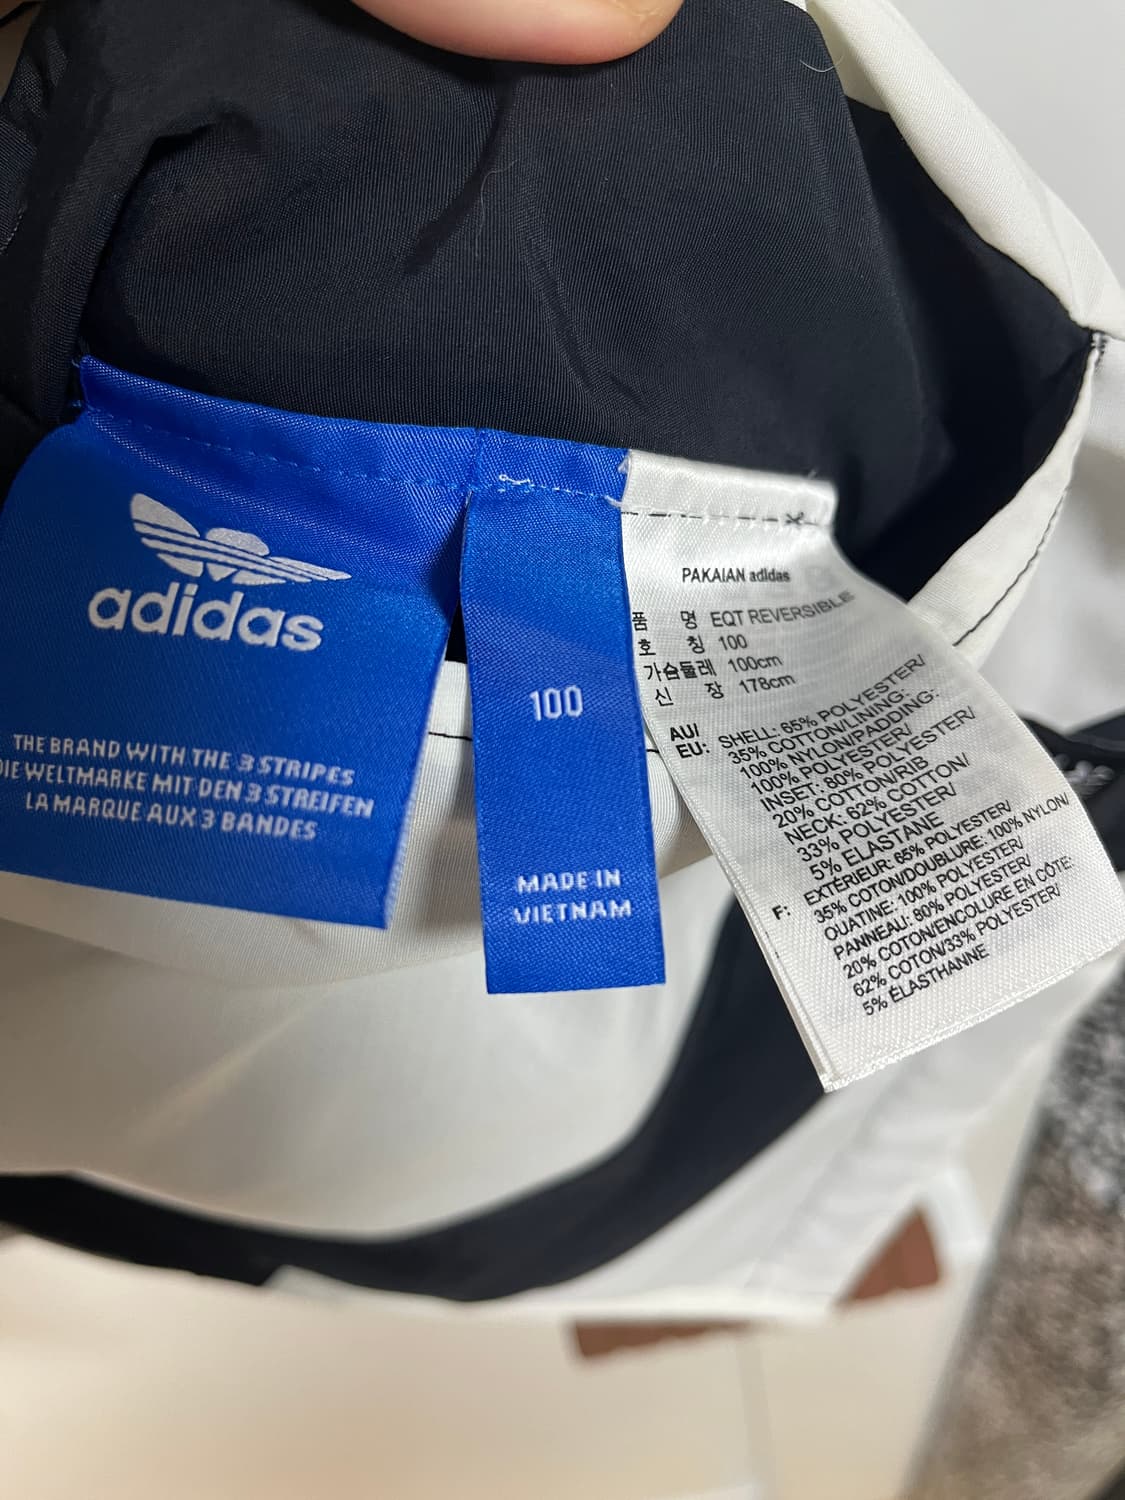 adidas
THE BRAND WITH THE 3 STRIPES
DIE WELTMARKE MIT DEN 3 STREIFEN
LA MARQUE AUX 3 BANDES
100
MADE IN
VIETNAM
PAKAIAN adidas
품 명 EQT REVERSIBLE
호 칭 100
가슴둘레 100cm
신 장 178cm
AU/
EU: SHELL: 65% POLYESTER/
35% COTTON/LINING:
100% NYLON/PADDING:
100% POLYESTER/
INSET: 80% POLYESTER/
20% COTTON/RIB
NECK: 62% COTTON/
33% POLYESTER/
5% ELASTANE
F: EXTÉRIEUR: 65% POLYESTER/
35% COTON/DOUBLURE: 100% NYLON/
OUATINE: 100% POLYESTER/
PANNEAU: 80% POLYESTER/
20% COTON/ENCOLURE EN CÔTE:
62% COTON/33% POLYESTER/
5% ÉLASTHANNE